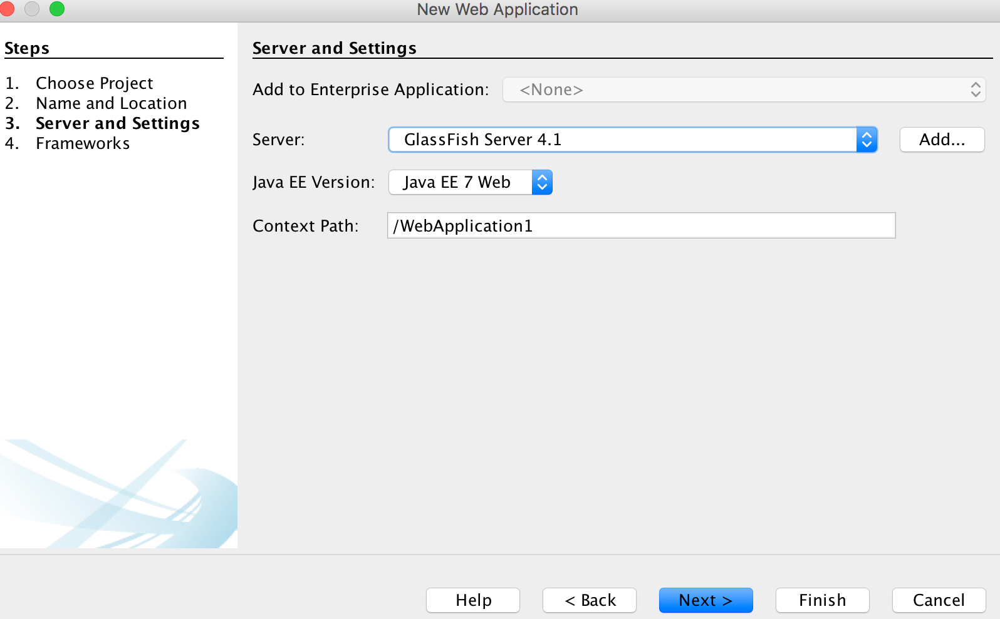 New Web Application
Steps
1. Choose Project
2. Name and Location
3. Server and Settings
4. Frameworks
Server and Settings
Add to Enterprise Application: <None>
Server: GlassFish Server 4.1 Add...
Java EE Version: Java EE 7 Web
Context Path: /WebApplication1
Help < Back Next > Finish Cancel